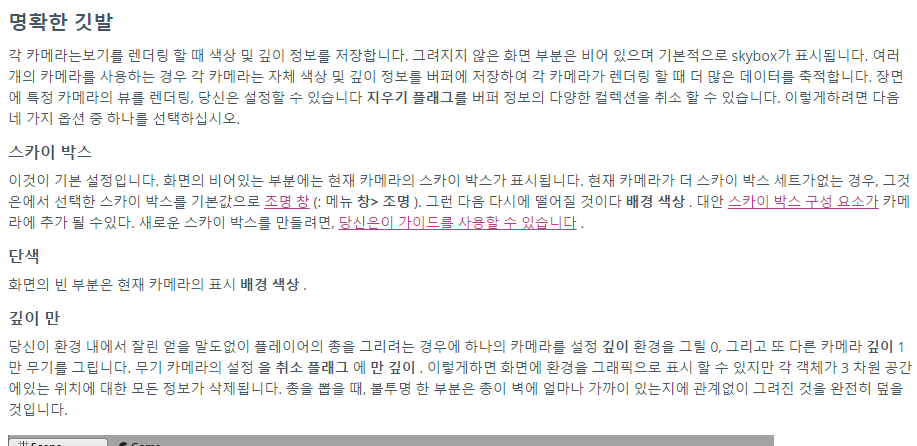 명확한 깃발
각 카메라는보기를 렌더링 할 때 색상 및 깊이 정보를 저장합니다. 그려지지 않은 화면 부분은 비어 있으며 기본적으로 skybox가 표시됩니다. 여러
개의 카메라를 사용하는 경우 각 카메라는 자체 색상 및 깊이 정보를 버퍼에 저장하여 각 카메라가 렌더링 할 때 더 많은 데이터를 축적합니다. 장면
에 특정 카메라의 뷰를 렌더링, 당신은 설정할 수 있습니다 지우기 플래그를 버퍼 정보의 다양한 컬렉션을 취소 할 수 있습니다. 이렇게하려면 다음
네 가지 옵션 중 하나를 선택하십시오.
스카이 박스
이것이 기본 설정입니다. 화면의 비어있는 부분에는 현재 카메라의 스카이 박스가 표시됩니다. 현재 카메라가 더 스카이 박스 세트가없는 경우, 그것
은에서 선택한 스카이 박스를 기본값으로 조명 창 (: 메뉴 창> 조명 ). 그런 다음 다시에 떨어질 것이다 배경 색상 . 대안 스카이 박스 구성 요소가 카메
라에 추가 될 수있다. 새로운 스카이 박스를 만들려면, 당신은이 가이드를 사용할 수 있습니다 .
단색
화면의 빈 부분은 현재 카메라의 표시 배경 색상 .
깊이 만
당신이 환경 내에서 잘린 얻을 말도없이 플레이어의 총을 그리려는 경우에 하나의 카메라를 설정 깊이 환경을 그릴 0, 그리고 또 다른 카메라 깊이 1
만 무기를 그립니다. 무기 카메라의 설정 을 취소 플래그 에 만 깊이 . 이렇게하면 화면에 환경을 그래픽으로 표시 할 수 있지만 각 객체가 3 차원 공간
에있는 위치에 대한 모든 정보가 삭제됩니다. 총을 뽑을 때, 불투명 한 부분은 총이 벽에 얼마나 가까이 있는지에 관계없이 그려진 것을 완전히 덮을
것입니다.